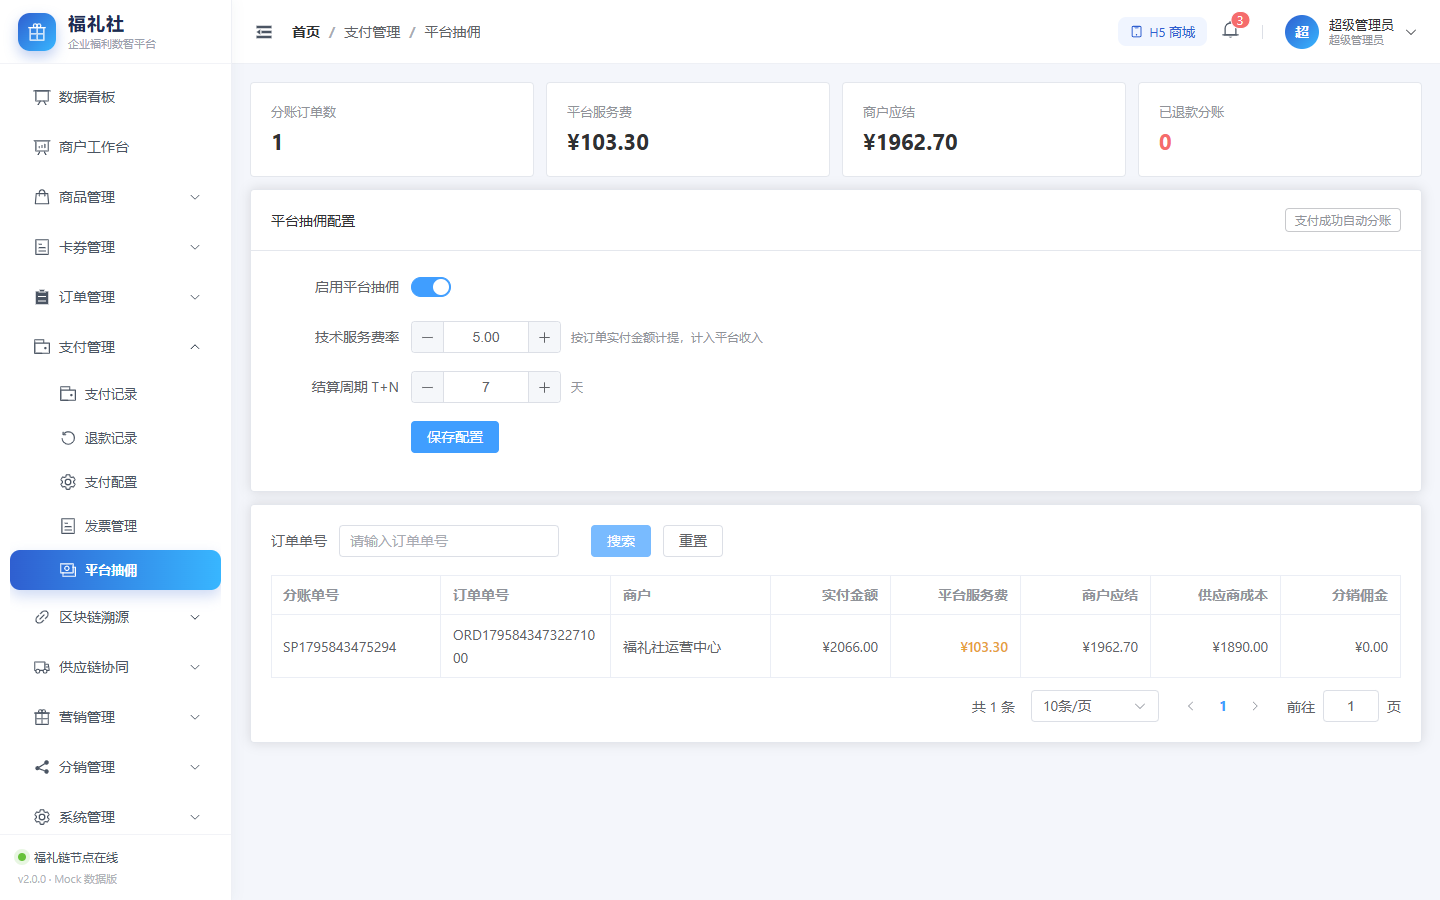 福礼社
企业福利数智平台
首页 / 支付管理 / 平台抽佣
H5 商城
3
超
超级管理员
超级管理员
数据看板
商户工作台
商品管理
卡券管理
订单管理
支付管理
支付记录
退款记录
支付配置
发票管理
平台抽佣
区块链溯源
供应链协同
营销管理
分销管理
系统管理
福礼链节点在线
v2.0.0 · Mock 数据版
分账订单数
1
平台服务费
¥103.30
商户应结
¥1962.70
已退款分账
0
平台抽佣配置
支付成功自动分账
启用平台抽佣
技术服务费率 5.00 按订单实付金额计提，计入平台收入
结算周期 T+N 7 天
保存配置
订单单号 请输入订单单号 搜索 重置
分账单号 订单单号 商户 实付金额 平台服务费 商户应结 供应商成本 分销佣金
SP1795843475294 ORD179584347322710
00 福礼社运营中心 ¥2066.00 ¥103.30 ¥1962.70 ¥1890.00 ¥0.00
共 1 条 10条/页 1 前往 1 页